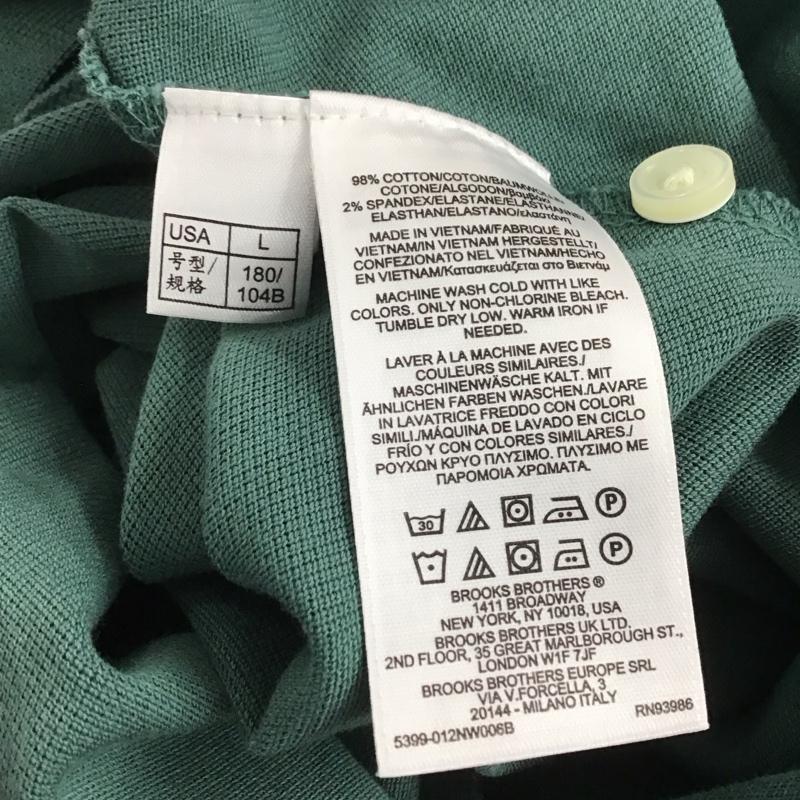 USA L
号型/规格 180/104B
98% COTTON/COTON/
COTONE/ALGODON/βαμβάκι
2% SPANDEX/ELASTANE/ELASTHANNE/
ELASTHAN/ELASTANO/ελαστάνη
MADE IN VIETNAM/FABRIQUÉ AU
VIETNAM/IN VIETNAM HERGESTELLT/
CONFEZIONATO NEL VIETNAM/HECHO
EN VIETNAM/Κατασκευάζεται στο Βιετνάμ
MACHINE WASH COLD WITH LIKE
COLORS. ONLY NON-CHLORINE BLEACH.
TUMBLE DRY LOW. WARM IRON IF
NEEDED.
LAVER À LA MACHINE AVEC DES
COULEURS SIMILAIRES./
MASCHINENWÄSCHE KALT. MIT
ÄHNLICHEN FARBEN WASCHEN./LAVARE
IN LAVATRICE FREDDO CON COLORI
SIMILI./MÁQUINA DE LAVADO EN CICLO
FRÍO Y CON COLORES SIMILARES./
ΡΟΥΧΩΝ ΚΡΥΟ ΠΛΥΣΙΜΟ. ΠΛΥΣΙΜΟ ΜΕ
ΠΑΡΟΜΟΙΑ ΧΡΩΜΑΤΑ.
30 P
P
BROOKS BROTHERS ®
1411 BROADWAY
NEW YORK, NY 10018, USA
BROOKS BROTHERS UK LTD.
2ND FLOOR, 35 GREAT MARLBOROUGH ST.,
LONDON W1F 7JF
BROOKS BROTHERS EUROPE SRL
VIA V.FORCELLA, 3
20144 - MILANO ITALY
RN93986
5399-012NW006B